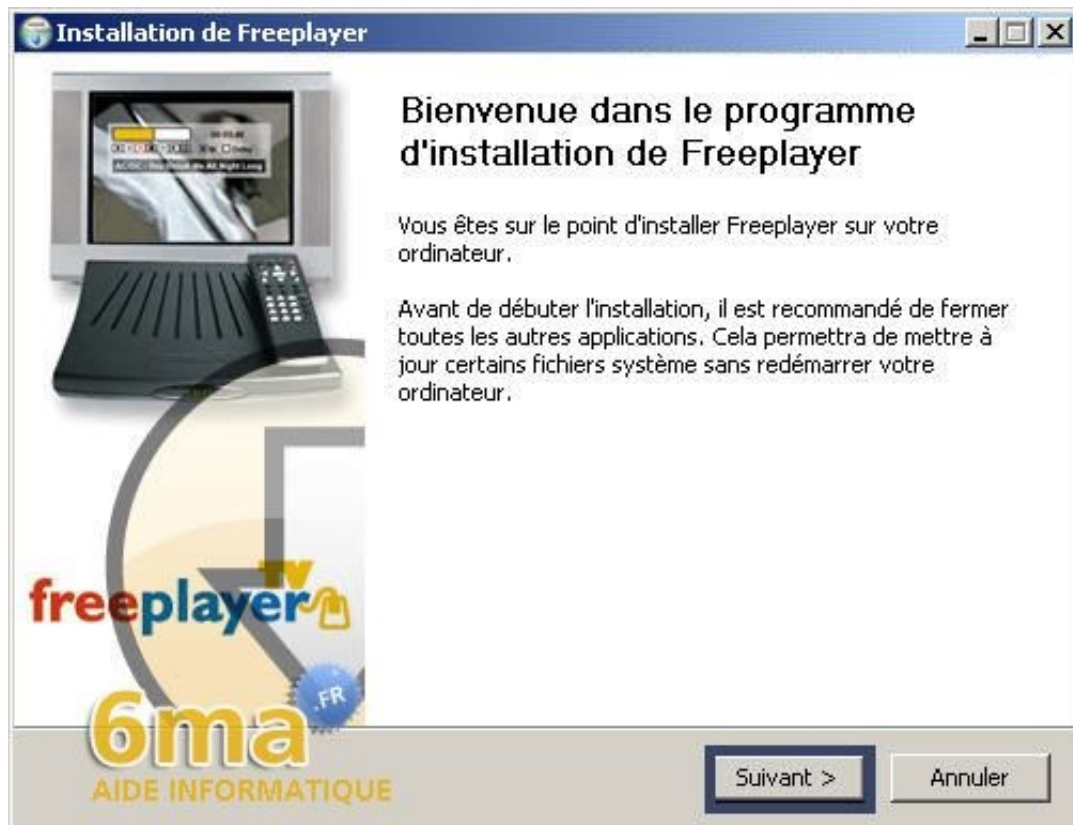 Installation de Freeplayer
Bienvenue dans le programme
d'installation de Freeplayer
Vous êtes sur le point d'installer Freeplayer sur votre
ordinateur.
Avant de débuter l'installation, il est recommandé de fermer
toutes les autres applications. Cela permettra de mettre à
jour certains fichiers système sans redémarrer votre
ordinateur.
TV
freeplayer
.FR
6ma
AIDE INFORMATIQUE
Suivant >
Annuler